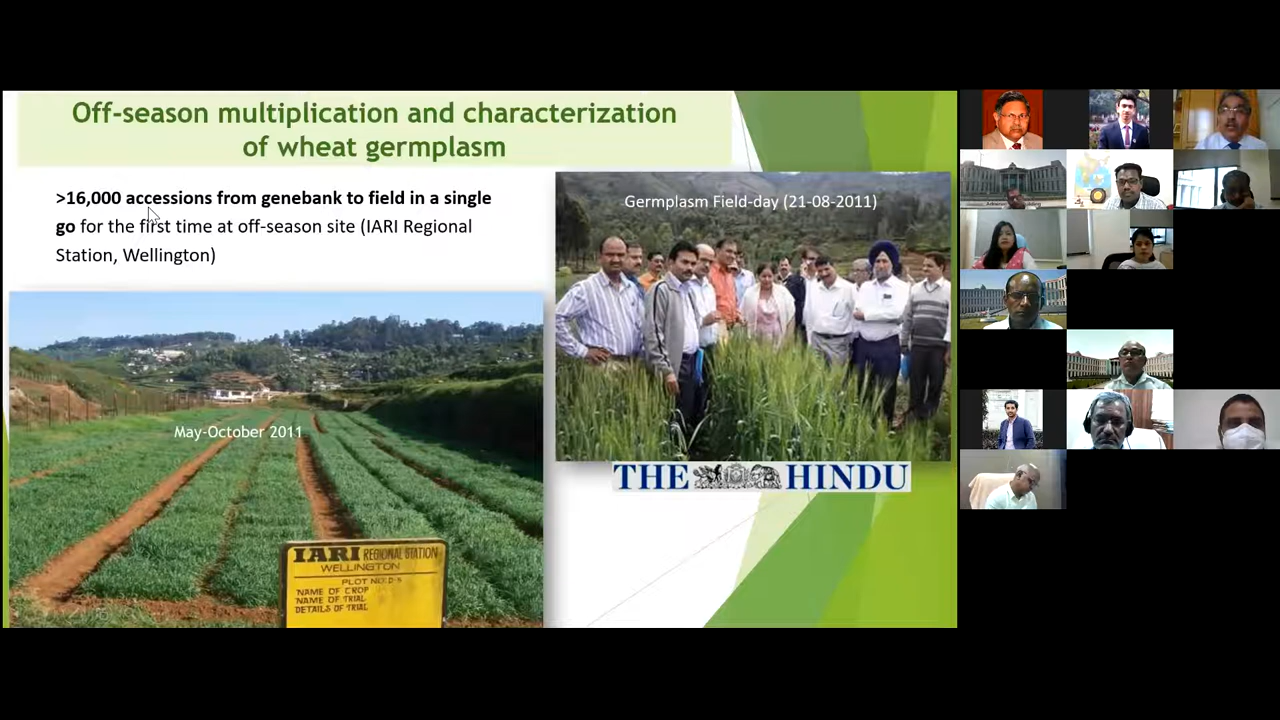 Off-season multiplication and characterization
of wheat germplasm
>16,000 accessions from genebank to field in a single
go for the first time at off-season site (IARI Regional
Station, Wellington)
Germplasm Field-day (21-08-2011)
May-October 2011
THE HINDU
IARI REGIONAL STATION
WELLINGTON
PLOT NO: D-5
NAME OF CROP
NAME OF TRIAL
DETAILS OF TRIAL